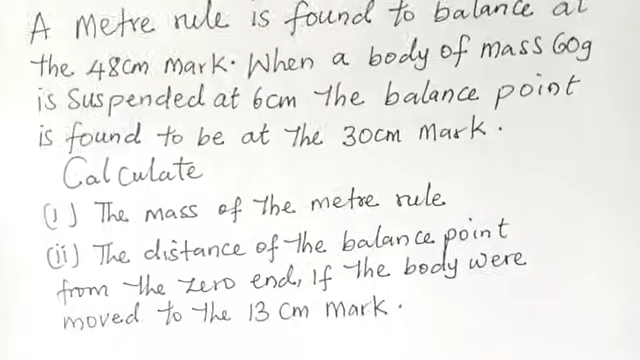 A Metre rule is found to balance at
the 48cm mark. When a body of mass 60g
is suspended at 6cm the balance point
is found to be at the 30cm mark.
Calculate
(i) The mass of the metre rule
(ii) The distance of the balance point
from the zero end, if the body were
moved to the 13 cm mark.